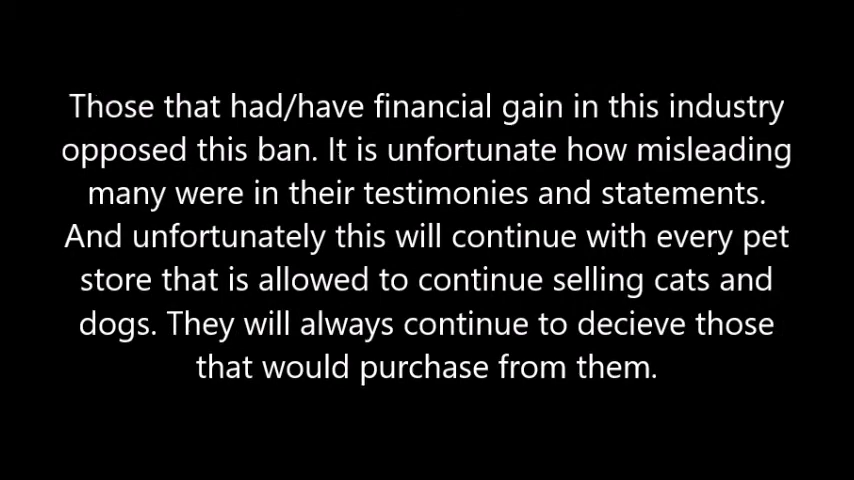 Those that had/have financial gain in this industry
opposed this ban. It is unfortunate how misleading
many were in their testimonies and statements.
And unfortunately this will continue with every pet
store that is allowed to continue selling cats and
dogs. They will always continue to decieve those
that would purchase from them.